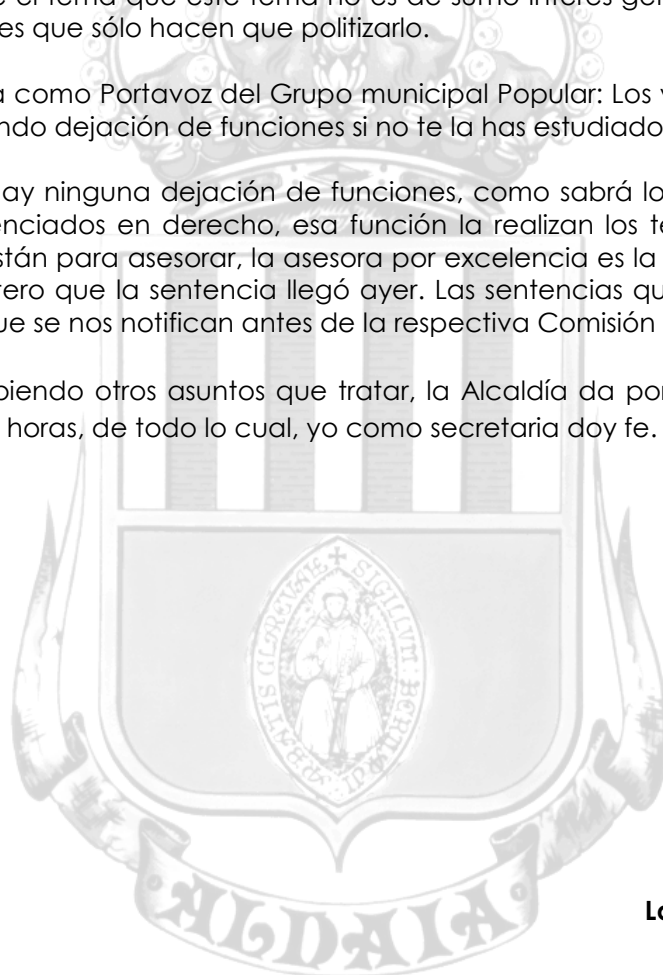 e el tema que este tema no es de sumo interés ge
es que sólo hacen que politizarlo.
a como Portavoz del Grupo municipal Popular: Los v
ndo dejación de funciones si no te la has estudiado
ay ninguna dejación de funciones, como sabrá lo
enciados en derecho, esa función la realizan los té
stán para asesorar, la asesora por excelencia es la
tero que la sentencia llegó ayer. Las sentencias qu
ue se nos notifican antes de la respectiva Comisión
biendo otros asuntos que tratar, la Alcaldía da por
horas, de todo lo cual, yo como secretaria doy fe.
SIGILLVM
ALDAIA